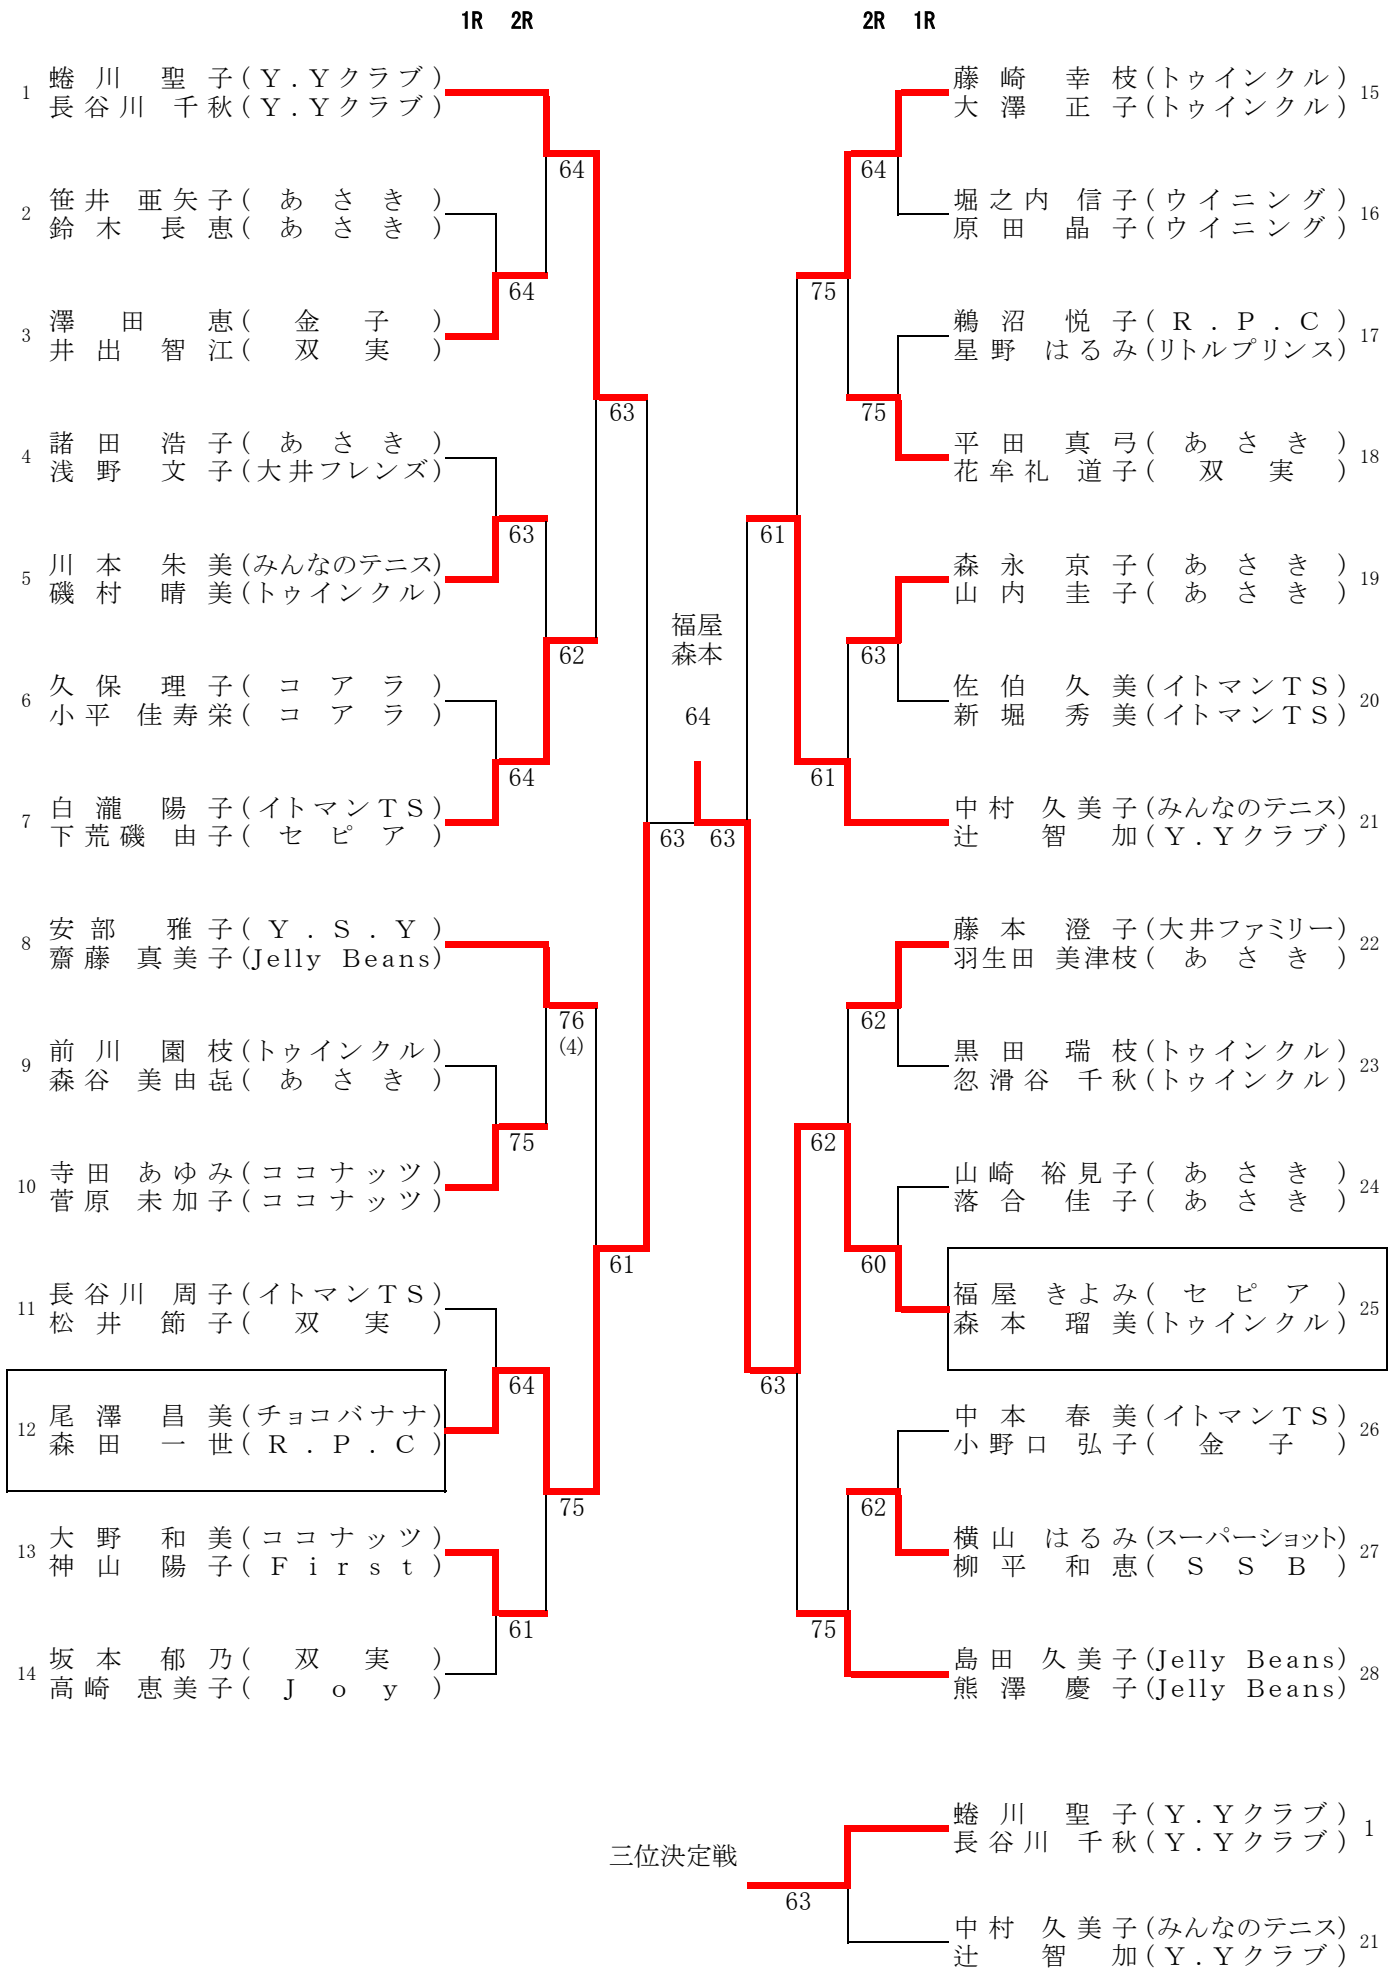 1R 2R
2R 1R
1 蜷川 聖子(Y.Yクラブ)
長谷川 千秋(Y.Yクラブ)
2 笹井 亜矢子(あさき)
鈴木 長恵(あさき)
3 澤田 恵(金子)
井出 智江(双実)
4 諸田 浩子(あさき)
浅野 文子(大井フレンズ)
5 川本 朱美(みんなのテニス)
磯村 晴美(トゥインクル)
6 久保 理子(コアラ)
小平 佳寿栄(コアラ)
7 白瀧 陽子(イトマンTS)
下荒磯 由子(セピア)
8 安部 雅子(Y.S.Y)
齋藤 真美子(Jelly Beans)
9 前川 園枝(トゥインクル)
森谷 美由㐂(あさき)
10 寺田 あゆみ(ココナッツ)
菅原 未加子(ココナッツ)
11 長谷川 周子(イトマンTS)
松井 節子(双実)
12 尾澤 昌美(チョコバナナ)
森田 一世(R.P.C)
13 大野 和美(ココナッツ)
神山 陽子(First)
14 坂本 郁乃(双実)
高崎 恵美子(Joy)
64
64
63
63
62
64
76
(4)
75
61
64
75
61
福屋
森本
64
63 63
64
75
75
61
63
61
62
62
60
63
62
75
藤崎 幸枝(トゥインクル) 15
大澤 正子(トゥインクル)
堀之内 信子(ウイニング) 16
原田 晶子(ウイニング)
鵜沼 悦子(R.P.C) 17
星野 はるみ(リトルプリンス)
平田 真弓(あさき) 18
花牟礼 道子(双実)
森永 京子(あさき) 19
山内 圭子(あさき)
佐伯 久美(イトマンTS) 20
新堀 秀美(イトマンTS)
中村 久美子(みんなのテニス) 21
辻 智加(Y.Yクラブ)
藤本 澄子(大井ファミリー) 22
羽生田 美津枝(あさき)
黒田 瑞枝(トゥインクル) 23
忍滑谷 千秋(トゥインクル)
山崎 裕見子(あさき) 24
落合 佳子(あさき)
福屋 きよみ(セピア) 25
森本 瑠美(トゥインクル)
中本 春美(イトマンTS) 26
小野口 弘子(金子)
横山 はるみ(スーパーショット) 27
柳平 和恵(SSB)
島田 久美子(Jelly Beans) 28
熊澤 慶子(Jelly Beans)
三位決定戦
63
蜷川 聖子(Y.Yクラブ) 1
長谷川 千秋(Y.Yクラブ)
中村 久美子(みんなのテニス) 21
辻 智加(Y.Yクラブ)